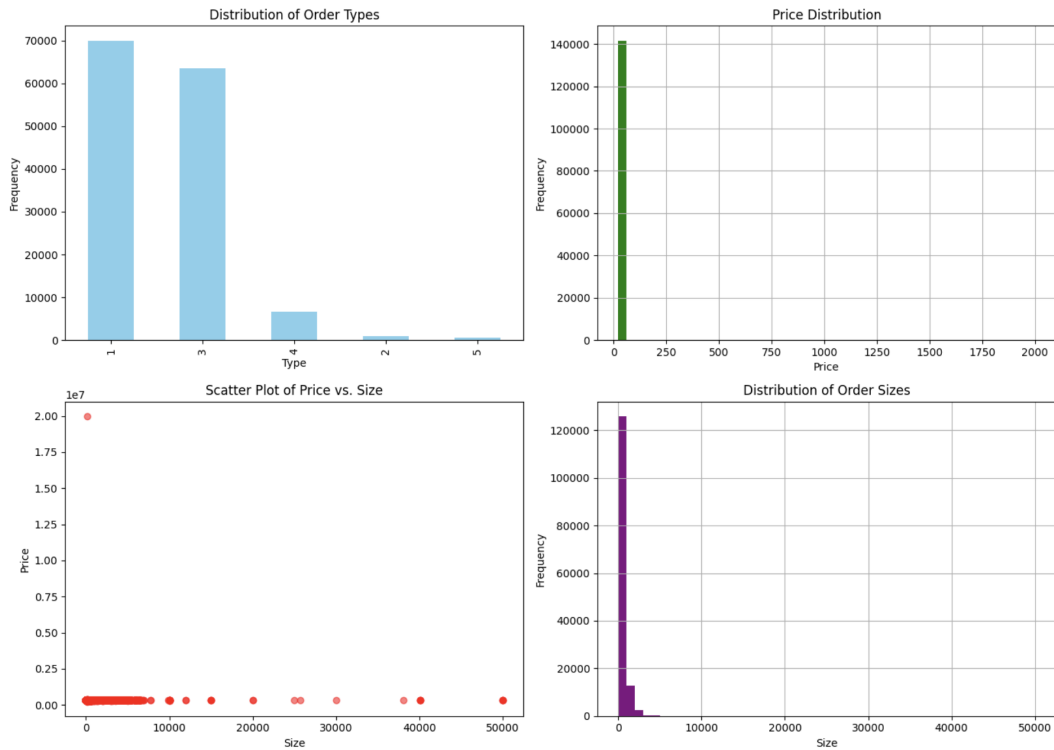 Distribution of Order Types
70000
60000
50000
40000
30000
20000
10000
0
Frequency
1 3 4 2 5
Type
Price Distribution
140000
120000
100000
80000
60000
40000
20000
0
Frequency
0 250 500 750 1000 1250 1500 1750 2000
Price
Scatter Plot of Price vs. Size
1e7
2.00
1.75
1.50
1.25
1.00
0.75
0.50
0.25
0.00
Price
0 10000 20000 30000 40000 50000
Size
Distribution of Order Sizes
120000
100000
80000
60000
40000
20000
0
Frequency
0 10000 20000 30000 40000 50000
Size